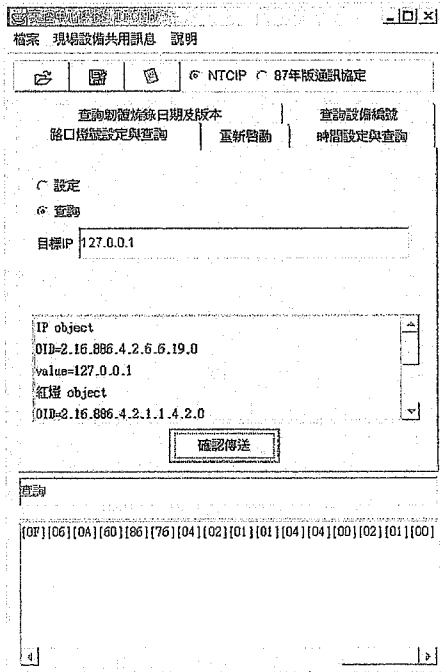 檔案 現場設備共用訊息 說明
NTCIP 87年版通訊協定
查詢韌體燒錄日期及版本 查詢設備編號
路口燈號設定與查詢 重新啓動 時間設定與查詢
設定
查詢
目標IP 127.0.0.1
IP object
OID=2.16.886.4.2.6.6.19.0
value=127.0.0.1
紅燈 object
OID=2.16.886.4.2.1.1.4.2.0
確認傳送
查詢
[0F][06][0A][60][86][76][04][02][01][01][04][04][00][02][01][00]